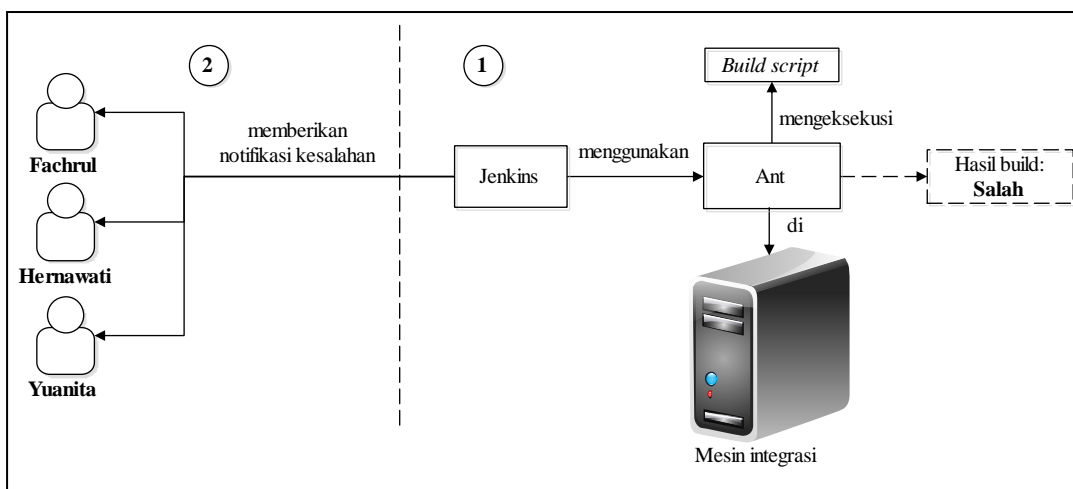 2
1
Build script
mengeksekusi
memberikan
notifikasi kesalahan
Fachrul
Jenkins
menggunakan
Ant
Hasil build:
Salah
di
Hernawati
Yuanita
Mesin integrasi